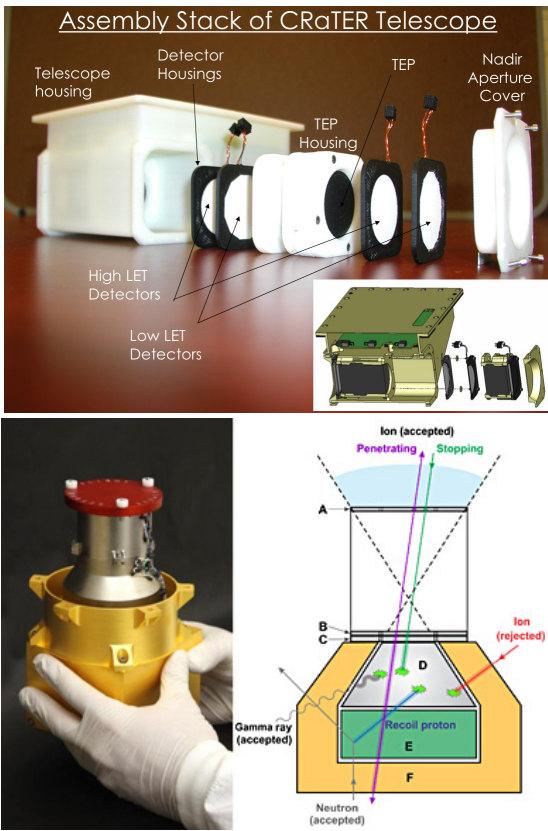 Assembly Stack of CRaTER Telescope
Telescope
housing
Detector
Housings
TEP
Housing
TEP
Nadir
Aperture
Cover
High LET
Detectors
Low LET
Detectors
Ion (accepted)
Penetrating
Stopping
A
B
C
Ion
(rejected)
D
Gamma ray
(accepted)
Recoil proton
E
F
Neutron
(accepted)